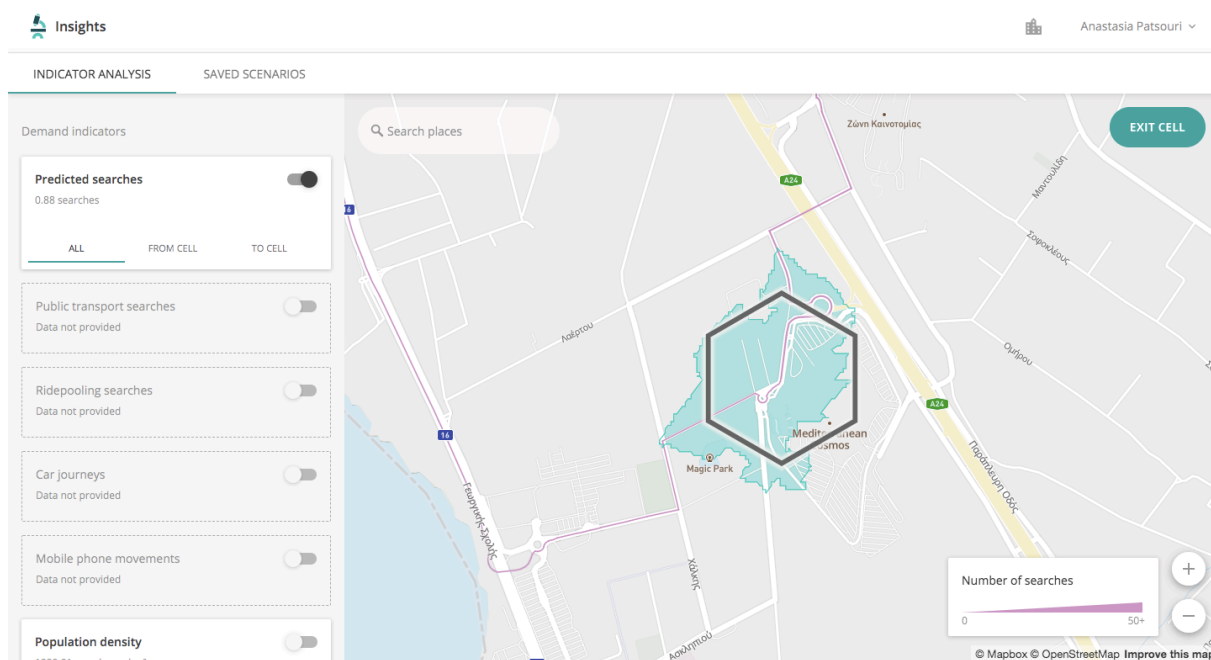 Insights
Anastasia Patsouri
INDICATOR ANALYSIS
SAVED SCENARIOS
Demand indicators
Predicted searches
0.88 searches
ALL
FROM CELL
TO CELL
Public transport searches
Data not provided
Ridepooling searches
Data not provided
Car journeys
Data not provided
Mobile phone movements
Data not provided
Population density
Search places
EXIT CELL
Ζώνη Καινοτομίας
A24
Μαντουλίδη
Σοφοκλέους
16
Λαέρτου
Ομήρου
A24
16
Magic Park
Παράπλευρη Οδός
Γεωργικής Σχολής
Χάλκης
Ασκληπιού
Number of searches
0
50+
© Mapbox © OpenStreetMap Improve this map